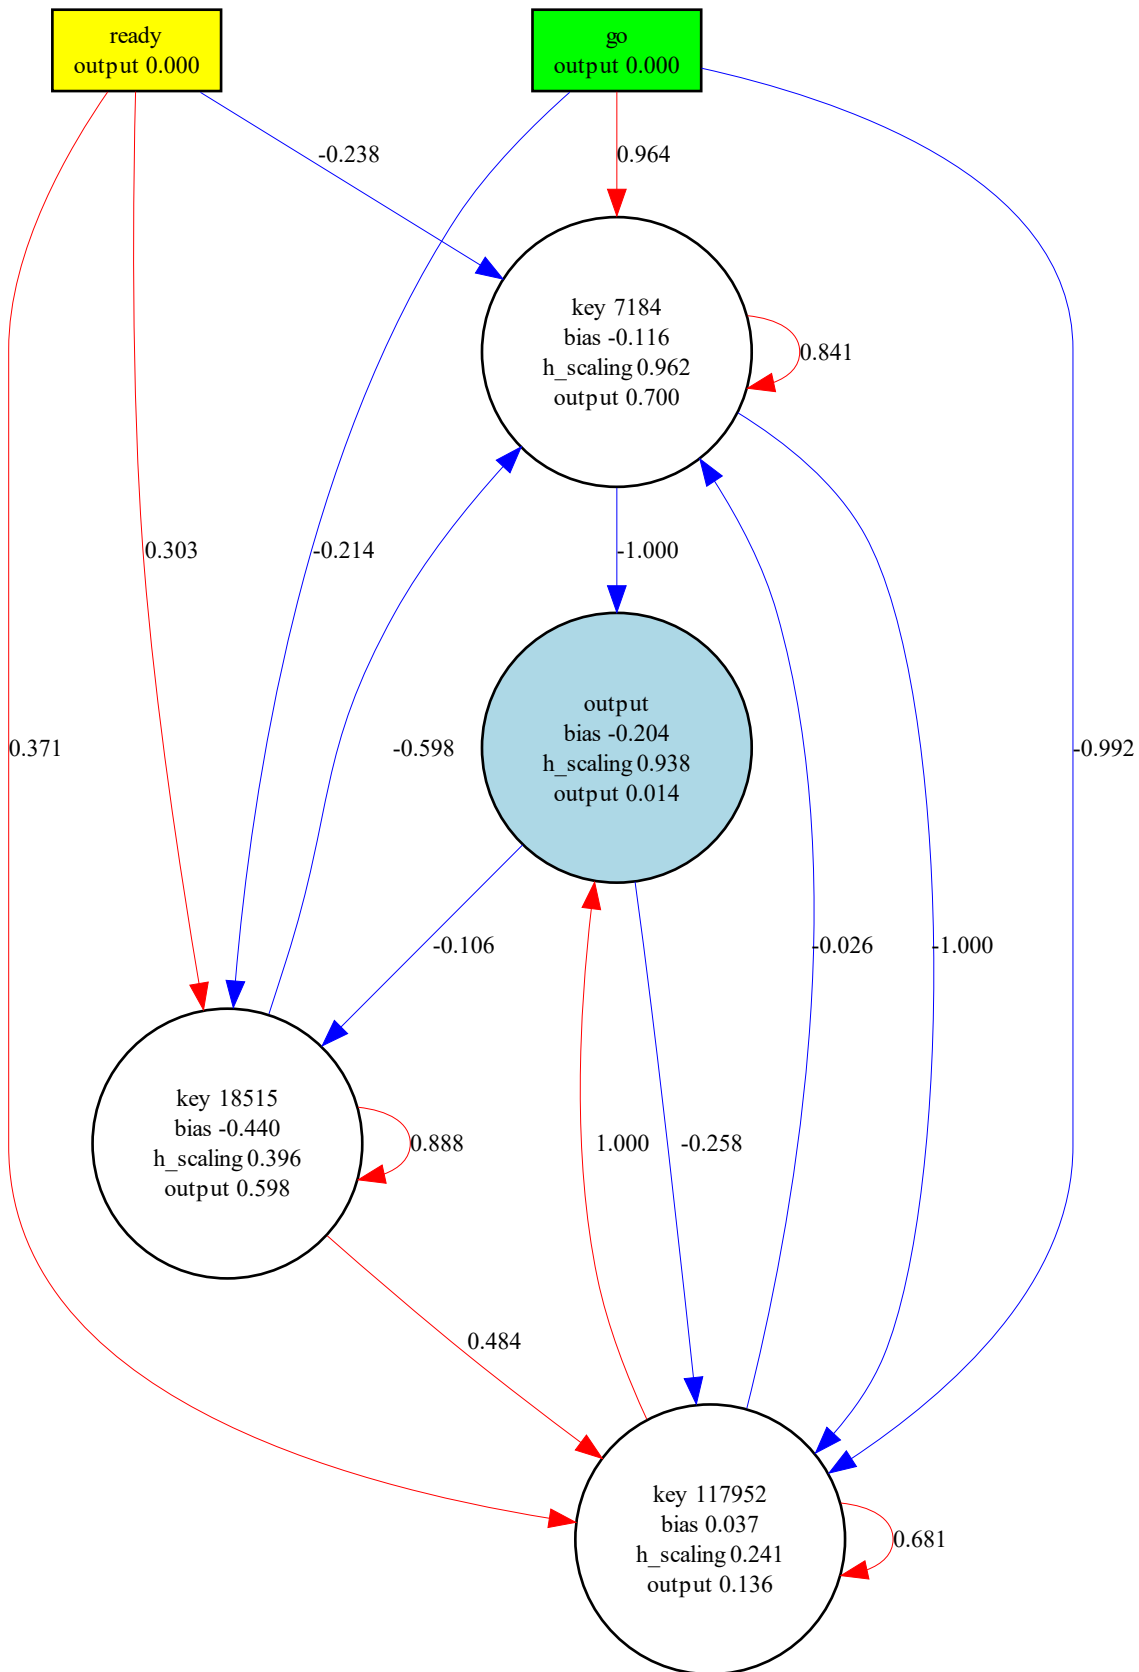 ready
output 0.000
go
output 0.000
-0.238
0.964
key 7184
bias -0.116
h_scaling 0.962
output 0.700
0.841
0.303
-0.214
-1.000
output
bias -0.204
h_scaling 0.938
output 0.014
0.371
-0.598
-0.992
-0.106
-0.026
-1.000
key 18515
bias -0.440
h_scaling 0.396
output 0.598
0.888
1.000
-0.258
0.484
key 117952
bias 0.037
h_scaling 0.241
output 0.136
0.681